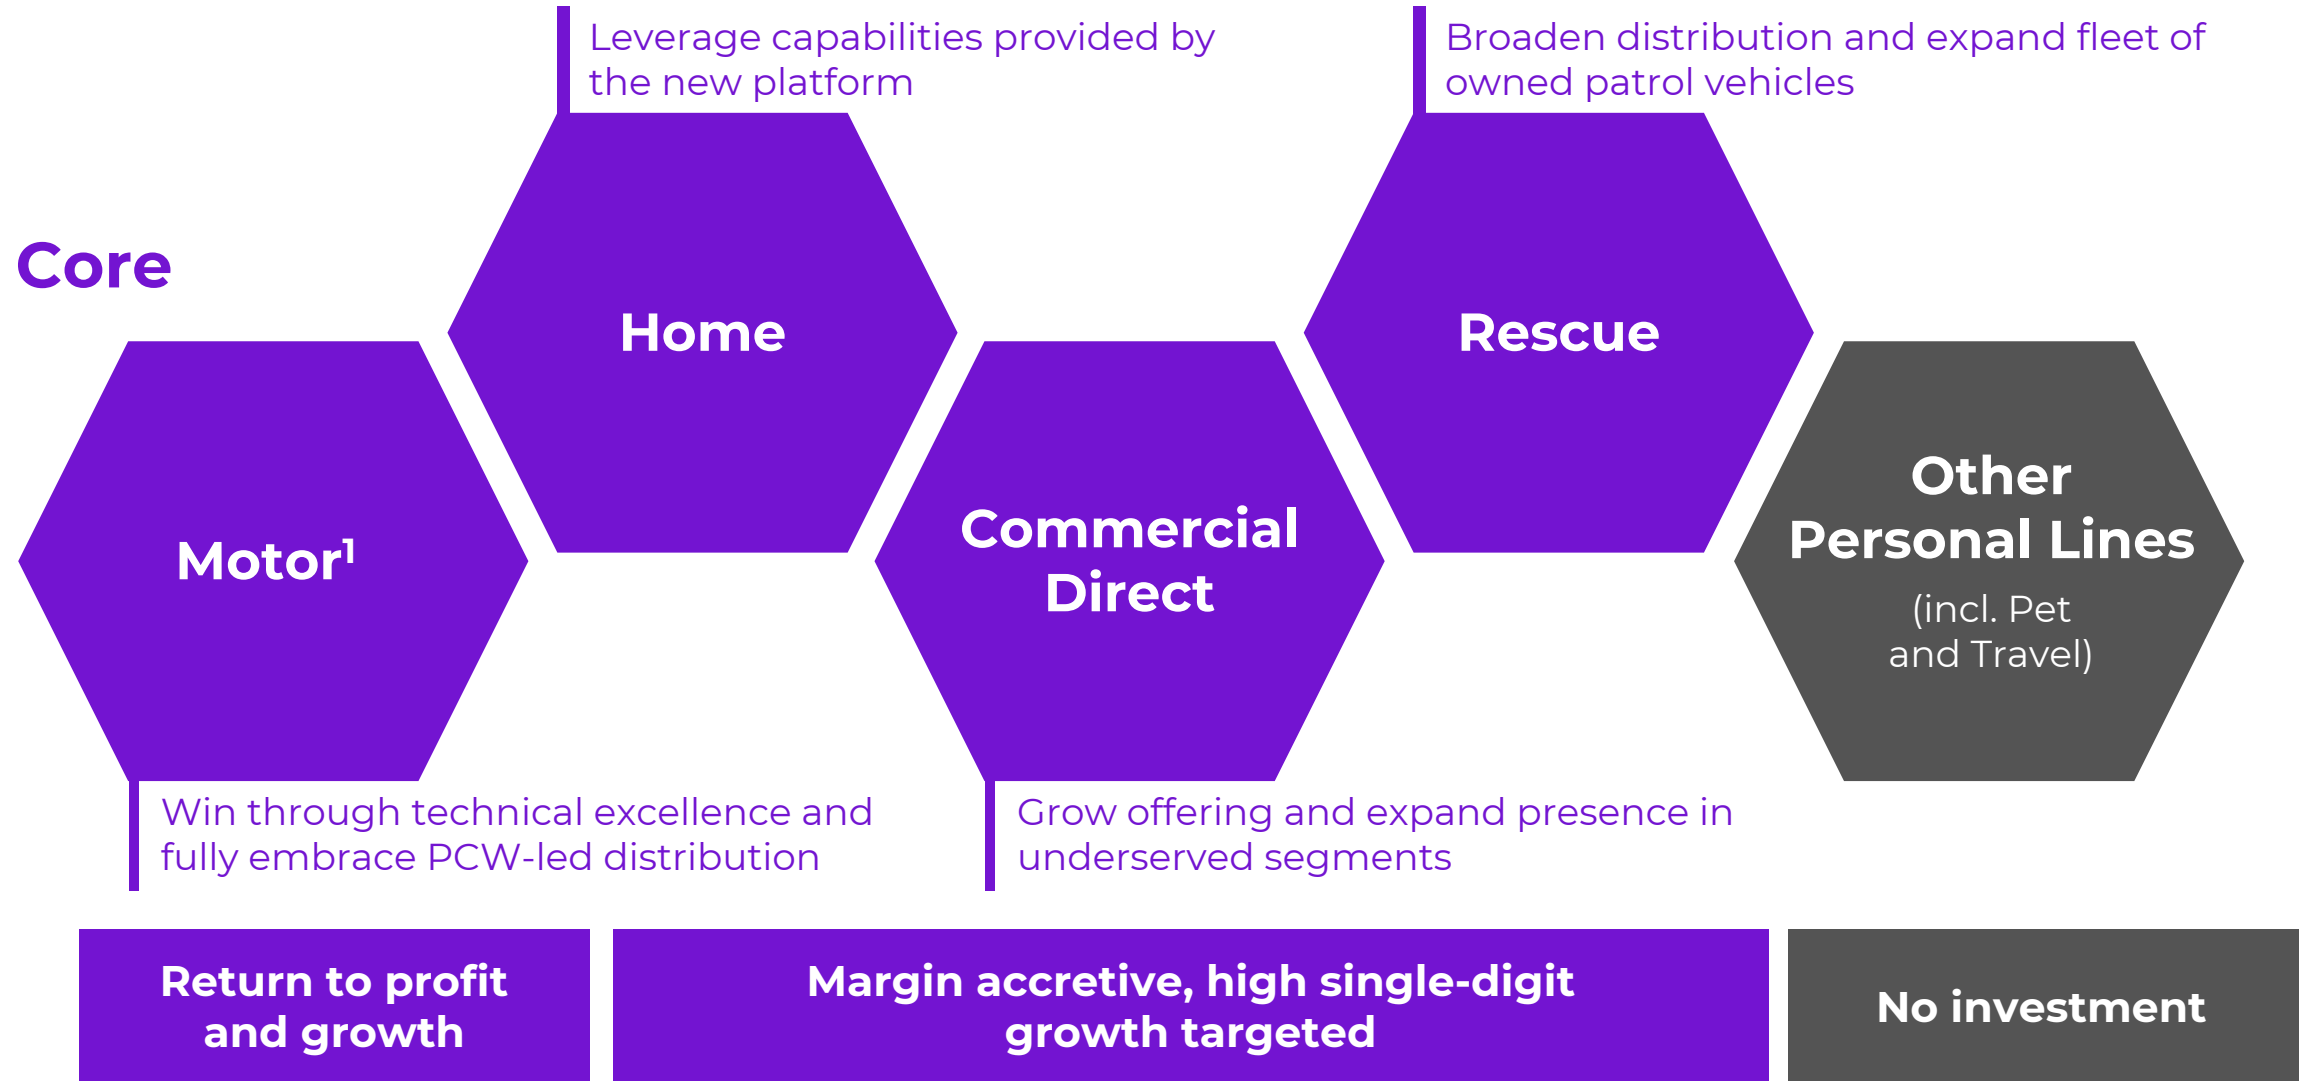 Leverage capabilities provided by
the new platform
Broaden distribution and expand fleet of
owned patrol vehicles
Core
Motor¹
Home
Commercial
Direct
Rescue
Other
Personal Lines
(incl. Pet
and Travel)
Win through technical excellence and
fully embrace PCW-led distribution
Grow offering and expand presence in
underserved segments
Return to profit
and growth
Margin accretive, high single-digit
growth targeted
No investment